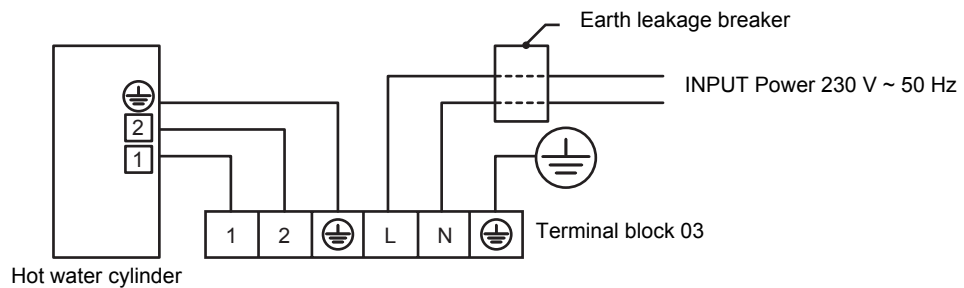 Earth leakage breaker
INPUT Power 230 V ~ 50 Hz
2
1
1 2 L N
Terminal block 03
Hot water cylinder